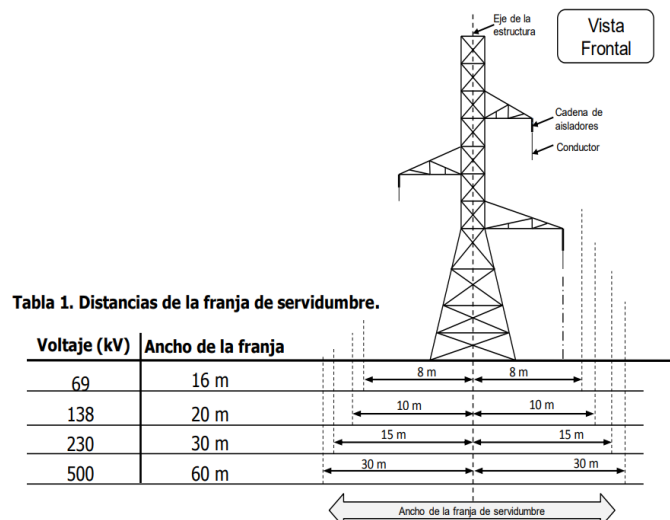 Eje de la
estructura
Vista
Frontal
Cadena de
aisladores
Conductor
Tabla 1. Distancias de la franja de servidumbre.
Voltaje (kV) Ancho de la franja
69 16 m 8 m 8 m
138 20 m 10 m 10 m
230 30 m 15 m 15 m
500 60 m 30 m 30 m
Ancho de la franja de servidumbre